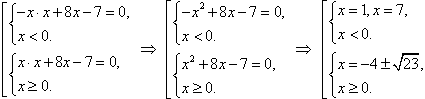 [ { -x·x+8x-7=0, x<0. { x·x+8x-7=0, x≥0. ⇒ [ { -x²+8x-7=0, x<0. { x²+8x-7=0, x≥0. ⇒ [ { x=1, x=7, x<0. { x=-4±√23, x≥0.